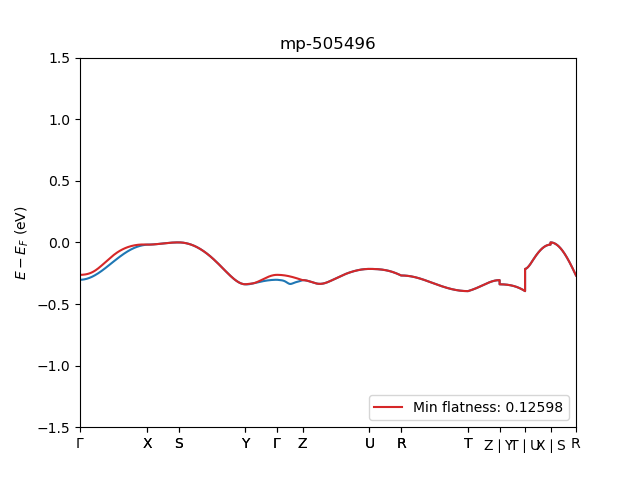 mp-505496
E − E_F (eV)
1.5
1.0
0.5
0.0
−0.5
−1.0
−1.5
Min flatness: 0.12598
Γ X S Y Γ Z U R T Z | Y T | U X | S R